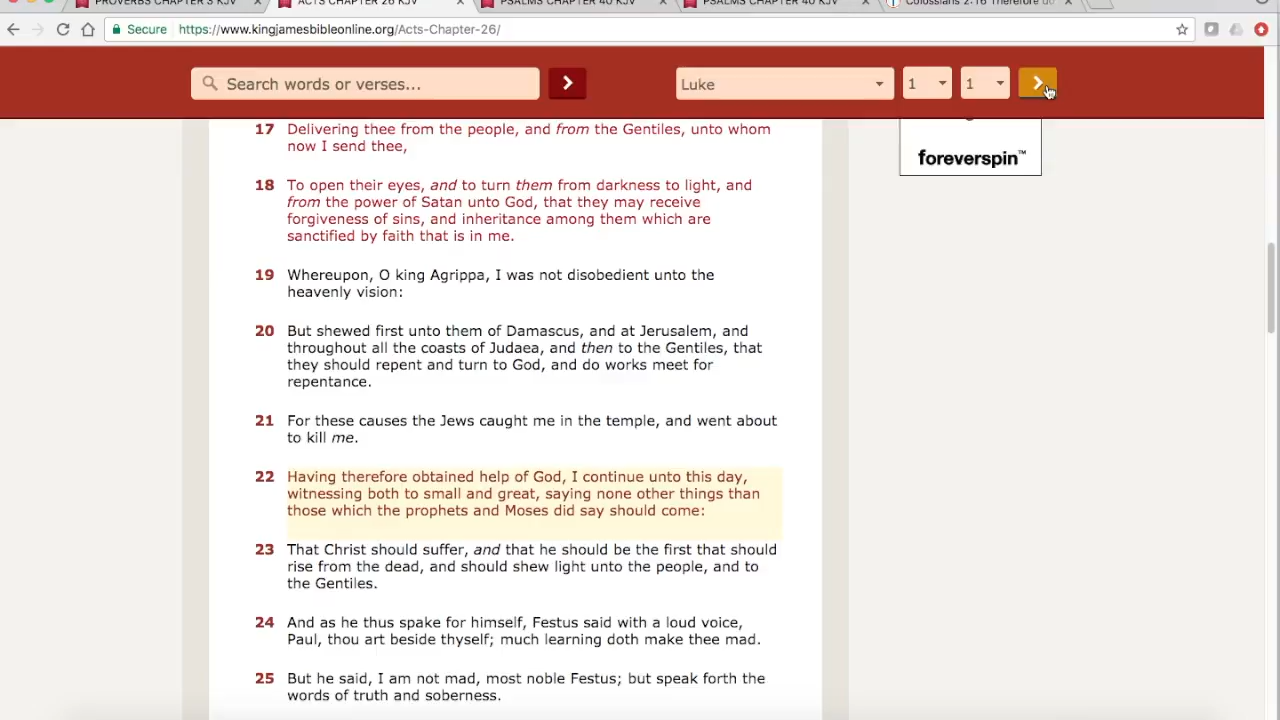 PROVERBS CHAPTER 3 KJV
ACTS CHAPTER 26 KJV
PSALMS CHAPTER 40 KJV
PSALMS CHAPTER 40 KJV
Colossians 2:16 Therefore do
Secure
https://www.kingjamesbibleonline.org/Acts-Chapter-26/
Search words or verses...
Luke
1
1
foreverspin™
17 Delivering thee from the people, and from the Gentiles, unto whom
now I send thee,
18 To open their eyes, and to turn them from darkness to light, and
from the power of Satan unto God, that they may receive
forgiveness of sins, and inheritance among them which are
sanctified by faith that is in me.
19 Whereupon, O king Agrippa, I was not disobedient unto the
heavenly vision:
20 But shewed first unto them of Damascus, and at Jerusalem, and
throughout all the coasts of Judaea, and then to the Gentiles, that
they should repent and turn to God, and do works meet for
repentance.
21 For these causes the Jews caught me in the temple, and went about
to kill me.
22 Having therefore obtained help of God, I continue unto this day,
witnessing both to small and great, saying none other things than
those which the prophets and Moses did say should come:
23 That Christ should suffer, and that he should be the first that should
rise from the dead, and should shew light unto the people, and to
the Gentiles.
24 And as he thus spake for himself, Festus said with a loud voice,
Paul, thou art beside thyself; much learning doth make thee mad.
25 But he said, I am not mad, most noble Festus; but speak forth the
words of truth and soberness.